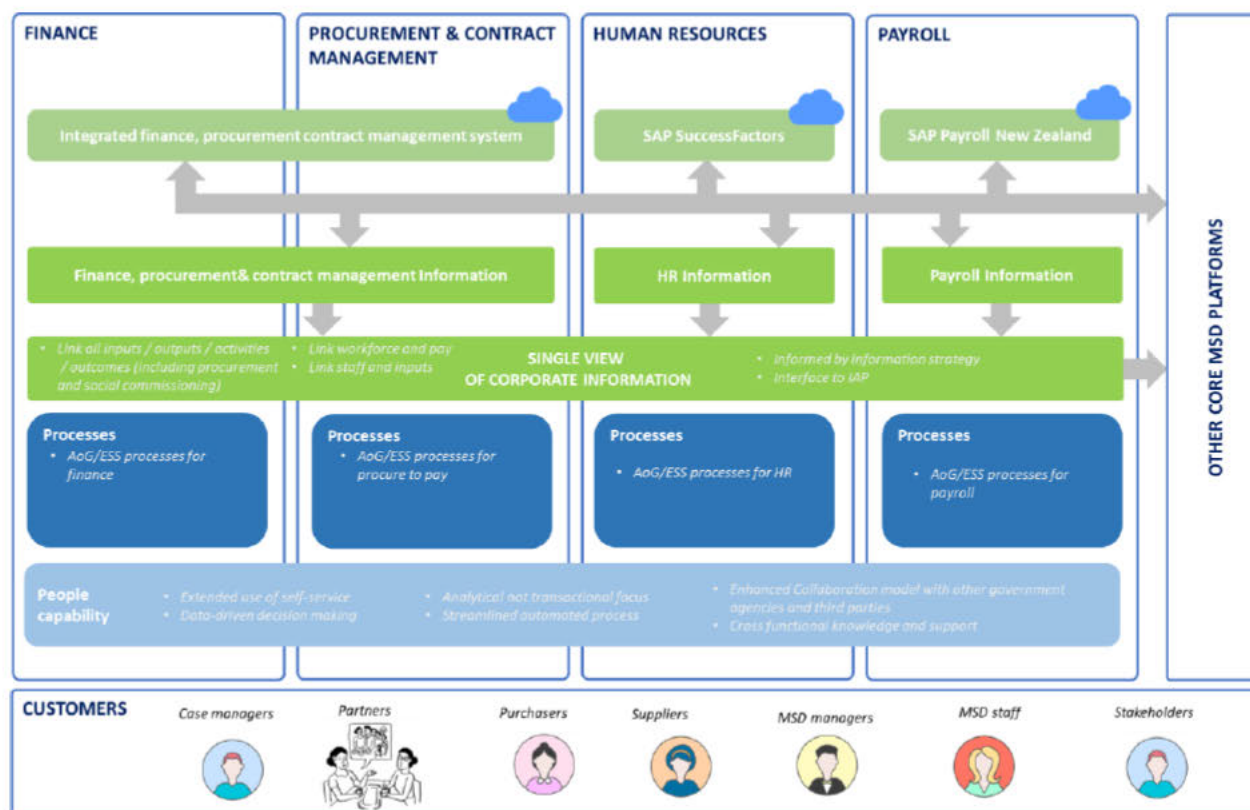 FINANCE
PROCUREMENT & CONTRACT
MANAGEMENT
HUMAN RESOURCES
PAYROLL
Integrated finance, procurement contract management system
SAP SuccessFactors
SAP Payroll New Zealand
Finance, procurement& contract management Information
HR Information
Payroll Information
• Link all inputs / outputs / activities
/ outcomes (including procurement
and social commissioning)
• Link workforce and pay
• Link staff and inputs
SINGLE VIEW
OF CORPORATE INFORMATION
• Informed by Information strategy
• Interface to IAP
Processes
• AoG/ESS processes for
finance
Processes
• AoG/ESS processes for
procure to pay
Processes
• AoG/ESS processes for HR
Processes
• AoG/ESS processes for
payroll
People
capability
• Extended use of self-service
• Data-driven decision making
• Analytical not transactional focus
• Streamlined automated process
• Enhanced Collaboration model with other government
agencies and third parties
• Cross functional knowledge and support
OTHER CORE MSD PLATFORMS
CUSTOMERS
Case managers
Partners
Purchasers
Suppliers
MSD managers
MSD staff
Stakeholders